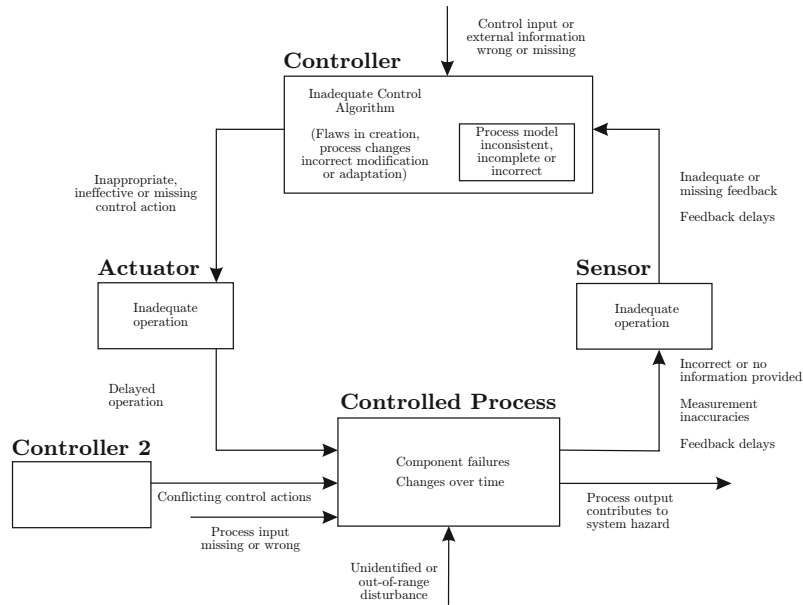 Control input or
external information
wrong or missing
Controller
Inadequate Control
Algorithm
(Flaws in creation,
process changes
incorrect modification
or adaptation)
Process model
inconsistent,
incomplete or
incorrect
Inappropriate,
ineffective or missing
control action
Inadequate or
missing feedback
Feedback delays
Actuator
Inadequate
operation
Sensor
Inadequate
operation
Delayed
operation
Incorrect or no
information provided
Measurement
inaccuracies
Feedback delays
Controlled Process
Component failures
Changes over time
Controller 2
Conflicting control actions
Process input
missing or wrong
Process output
contributes to
system hazard
Unidentified or
out-of-range
disturbance